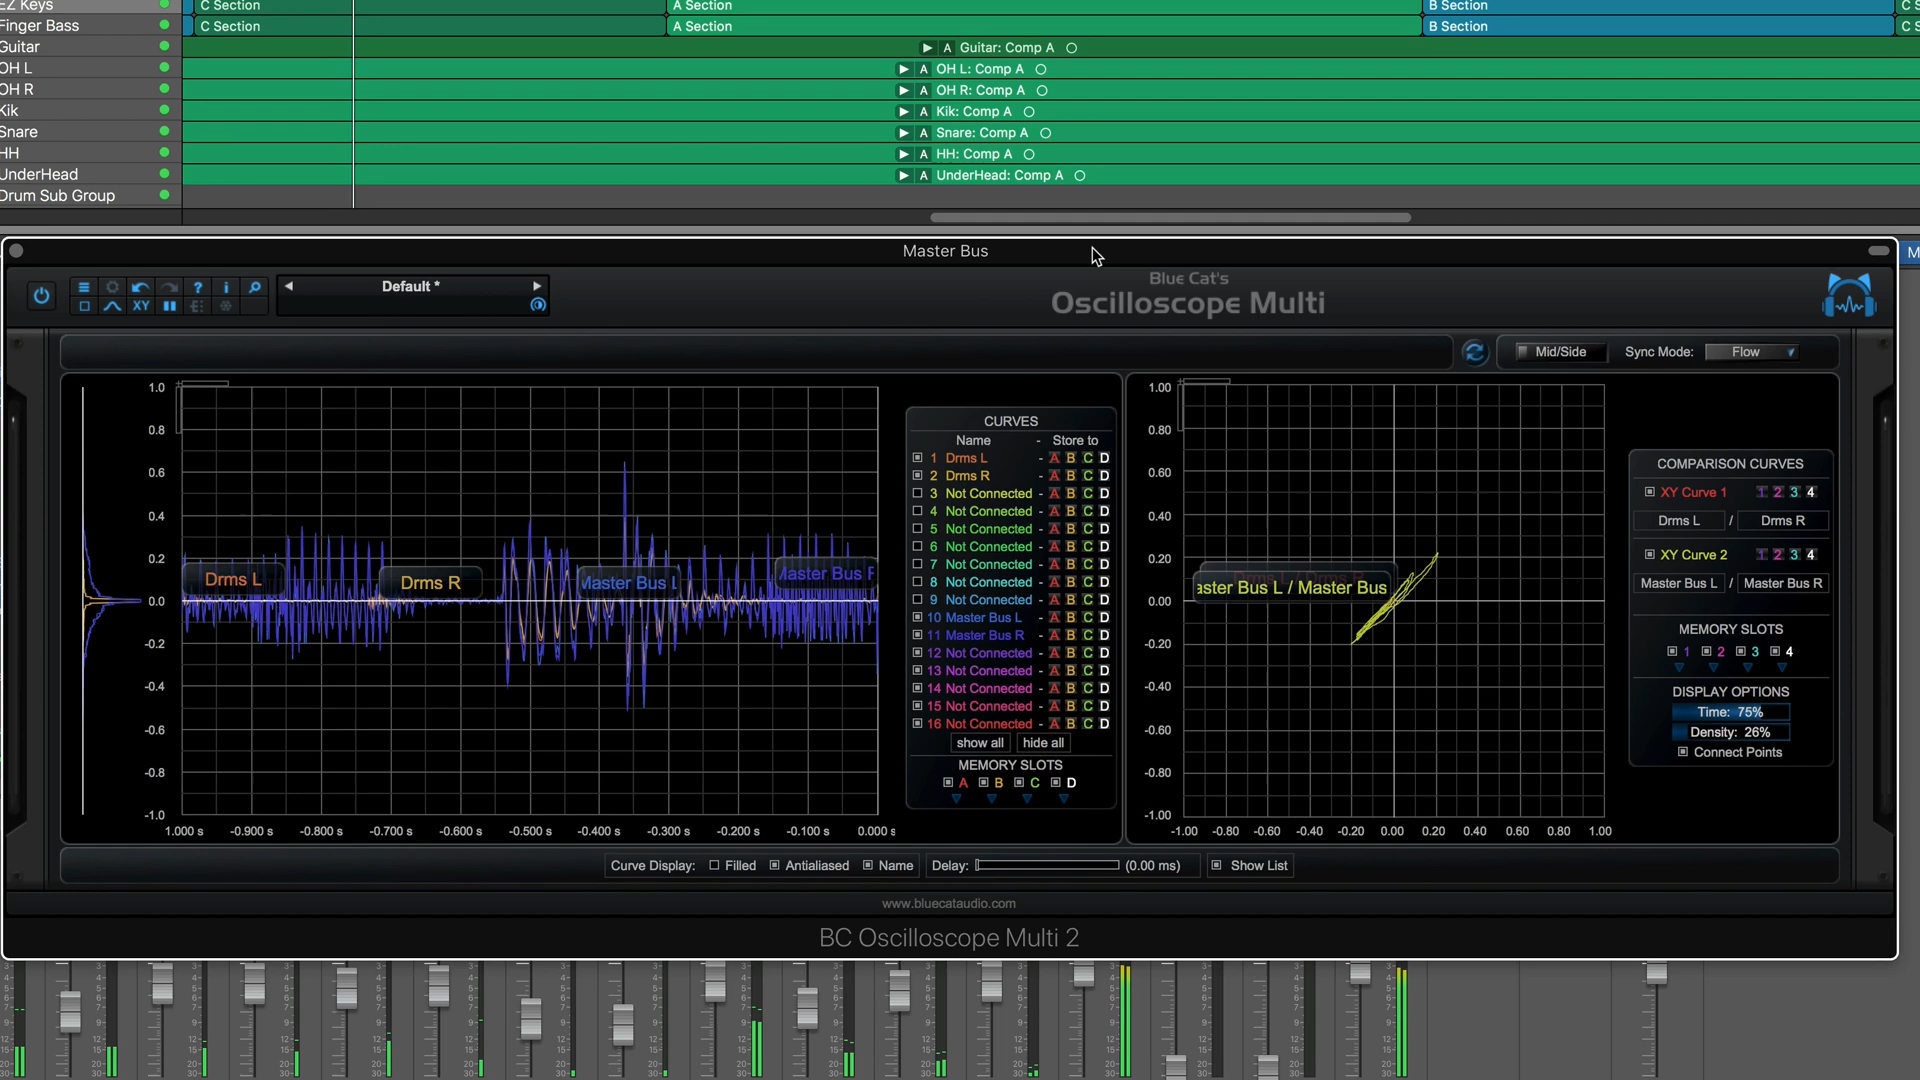 EZ Keys C Section A Section B Section C S
Finger Bass C Section A Section B Section C S
Guitar A Guitar: Comp A
OH L A OH L: Comp A
OH R A OH R: Comp A
Kik A Kik: Comp A
Snare A Snare: Comp A
HH A HH: Comp A
UnderHead A UnderHead: Comp A
Drum Sub Group
Master Bus M
Default *
XY
Blue Cat's
Oscilloscope Multi
Mid/Side Sync Mode: Flow
1.0
0.8
0.6
0.4
0.2
0.0
-0.2
-0.4
-0.6
-0.8
-1.0
Drms L
Drms R
Master Bus L
Master Bus R
1.000 s -0.900 s -0.800 s -0.700 s -0.600 s -0.500 s -0.400 s -0.300 s -0.200 s -0.100 s 0.000 s
CURVES
Name - Store to
1 Drms L - A B C D
2 Drms R - A B C D
3 Not Connected - A B C D
4 Not Connected - A B C D
5 Not Connected - A B C D
6 Not Connected - A B C D
7 Not Connected - A B C D
8 Not Connected - A B C D
9 Not Connected - A B C D
10 Master Bus L - A B C D
11 Master Bus R - A B C D
12 Not Connected - A B C D
13 Not Connected - A B C D
14 Not Connected - A B C D
15 Not Connected - A B C D
16 Not Connected - A B C D
show all hide all
MEMORY SLOTS
A B C D
1.00
0.80
0.60
0.40
0.20
0.00
-0.20
-0.40
-0.60
-0.80
-1.00
aster Bus L / Master Bus
-1.00 -0.80 -0.60 -0.40 -0.20 0.00 0.20 0.40 0.60 0.80 1.00
COMPARISON CURVES
XY Curve 1 1 2 3 4
Drms L / Drms R
XY Curve 2 1 2 3 4
Master Bus L / Master Bus R
MEMORY SLOTS
1 2 3 4
DISPLAY OPTIONS
Time: 75%
Density: 26%
Connect Points
Curve Display: Filled Antialiased Name Delay: (0.00 ms) Show List
www.bluecataudio.com
BC Oscilloscope Multi 2